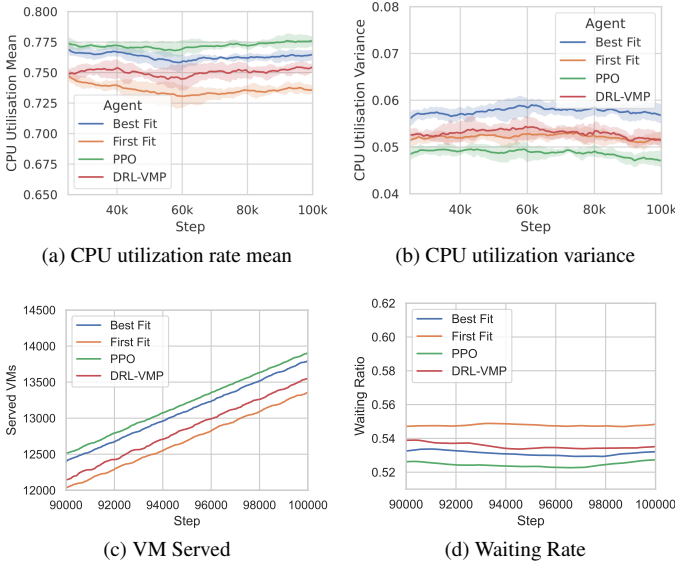 0.800
0.775
0.750
0.725
0.700
0.675
0.650
CPU Utilisation Mean
Agent
Best Fit
First Fit
PPO
DRL-VMP
40k
60k
80k
100k
Step
(a) CPU utilization rate mean
0.08
0.07
0.06
0.05
0.04
CPU Utilisation Variance
Agent
Best Fit
First Fit
PPO
DRL-VMP
40k
60k
80k
100k
Step
(b) CPU utilization variance
14500
14000
13500
13000
12500
12000
Served VMs
Best Fit
First Fit
PPO
DRL-VMP
90000
92000
94000
96000
98000
100000
Step
(c) VM Served
0.62
0.60
0.58
0.56
0.54
0.52
Waiting Ratio
Best Fit
First Fit
PPO
DRL-VMP
90000
92000
94000
96000
98000
100000
Step
(d) Waiting Rate